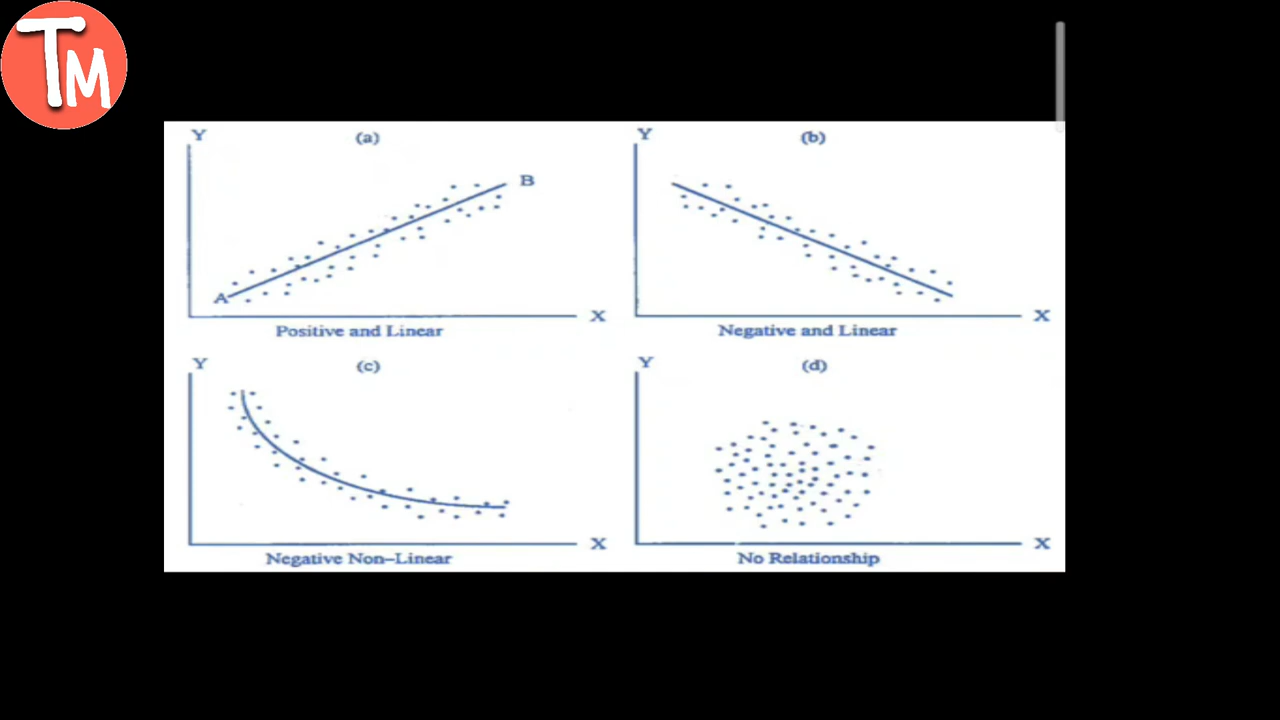 TM
Y (a)
B
A
X
Positive and Linear
Y (b)
X
Negative and Linear
Y (c)
X
Negative Non-Linear
Y (d)
X
No Relationship